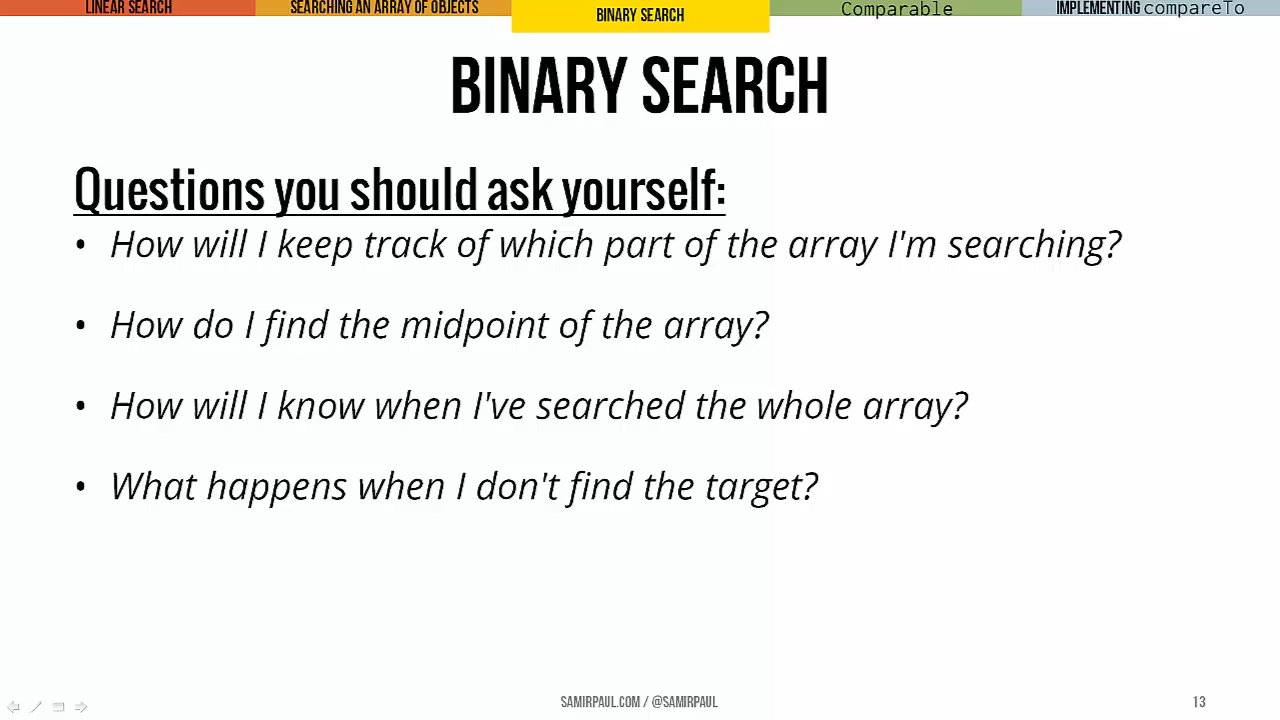 LINEAR SEARCH
SEARCHING AN ARRAY OF OBJECTS
BINARY SEARCH
Comparable
IMPLEMENTING compareTo
BINARY SEARCH
Questions you should ask yourself:
• How will I keep track of which part of the array I'm searching?
• How do I find the midpoint of the array?
• How will I know when I've searched the whole array?
• What happens when I don't find the target?
SAMIRPAUL.COM / @SAMIRPAUL
13